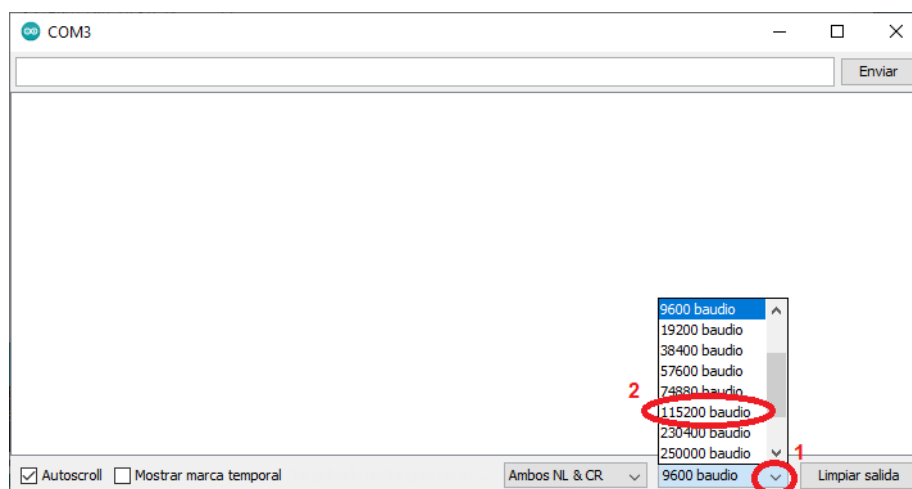 COM3
Enviar
9600 baudio
19200 baudio
38400 baudio
57600 baudio
74880 baudio
2
115200 baudio
230400 baudio
250000 baudio
1
Autoscroll Mostrar marca temporal Ambos NL & CR 9600 baudio Limpiar salida